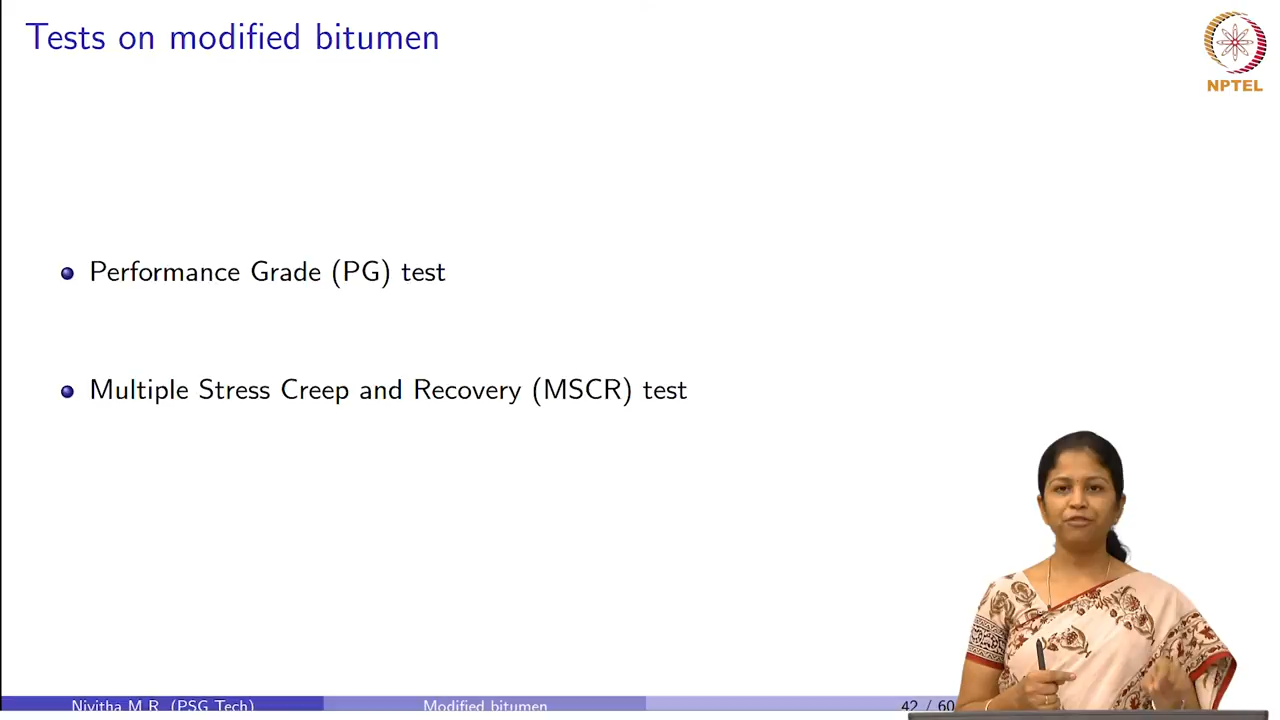 Tests on modified bitumen
NPTEL
Performance Grade (PG) test
Multiple Stress Creep and Recovery (MSCR) test
Nivitha M.R. (PSG Tech)
Modified bitumen
42 / 60